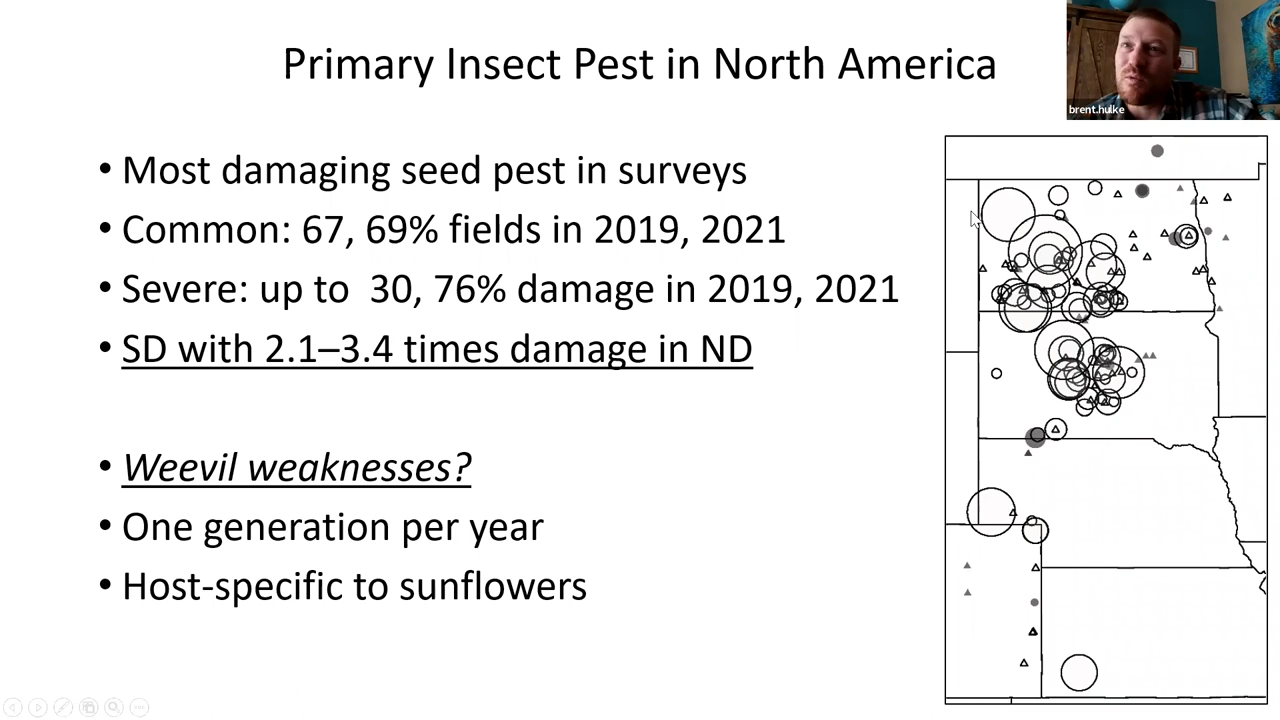 Primary Insect Pest in North America
brent.hulke
• Most damaging seed pest in surveys
• Common: 67, 69% fields in 2019, 2021
• Severe: up to  30, 76% damage in 2019, 2021
• SD with 2.1–3.4 times damage in ND
• Weevil weaknesses?
• One generation per year
• Host-specific to sunflowers